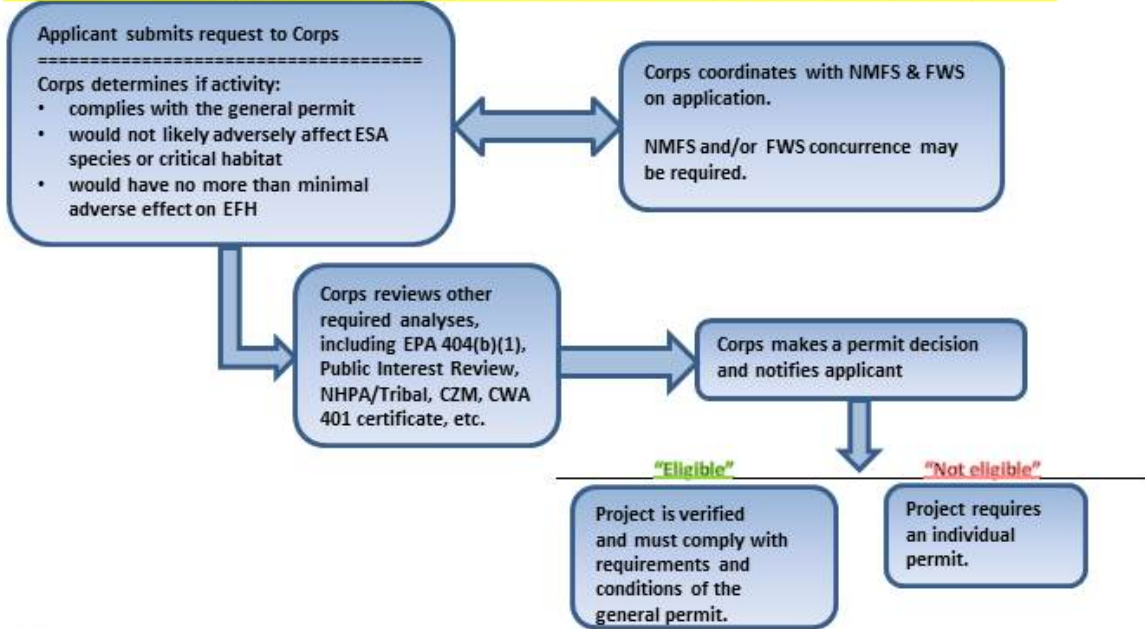 Applicant submits request to Corps
=====================================
Corps determines if activity:
• complies with the general permit
• would not likely adversely affect ESA
species or critical habitat
• would have no more than minimal
adverse effect on EFH
Corps coordinates with NMFS & FWS
on application.
NMFS and/or FWS concurrence may
be required.
Corps reviews other
required analyses,
including EPA 404(b)(1),
Public Interest Review,
NHPA/Tribal, CZM, CWA
401 certificate, etc.
Corps makes a permit decision
and notifies applicant
"Eligible"
"Not eligible"
Project is verified
and must comply with
requirements and
conditions of the
general permit.
Project requires
an individual
permit.